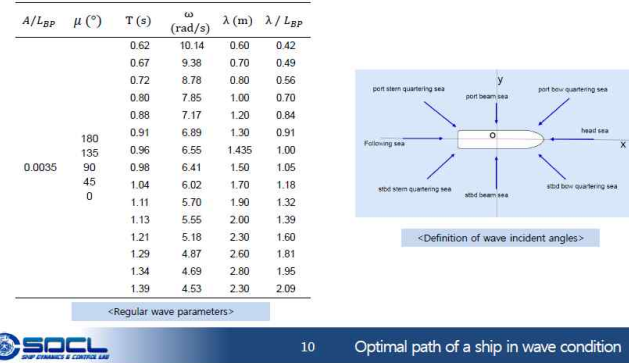 A/L_BP μ (°) T (s) ω (rad/s) λ (m) λ / L_BP
0.62 10.14 0.60 0.42
0.67 9.38 0.70 0.49
0.72 8.78 0.80 0.56
0.80 7.85 1.00 0.70
0.88 7.17 1.20 0.84
0.91 6.89 1.30 0.91
0.96 6.55 1.435 1.00
0.98 6.41 1.50 1.05
1.04 6.02 1.70 1.18
1.11 5.70 1.90 1.32
1.13 5.55 2.00 1.39
1.21 5.18 2.30 1.60
1.29 4.87 2.60 1.81
1.34 4.69 2.80 1.95
1.39 4.53 2.30 2.09
0.0035
180
135
90
45
0
<Regular wave parameters>
y
port stern quartering sea
port beam sea
port bow quartering sea
Following sea
O
head sea
X
stbd stern quartering sea
stbd beam sea
stbd bow quartering sea
<Definition of wave incident angles>
SDCL
SHIP DYNAMICS & CONTROL LAB
10
Optimal path of a ship in wave condition